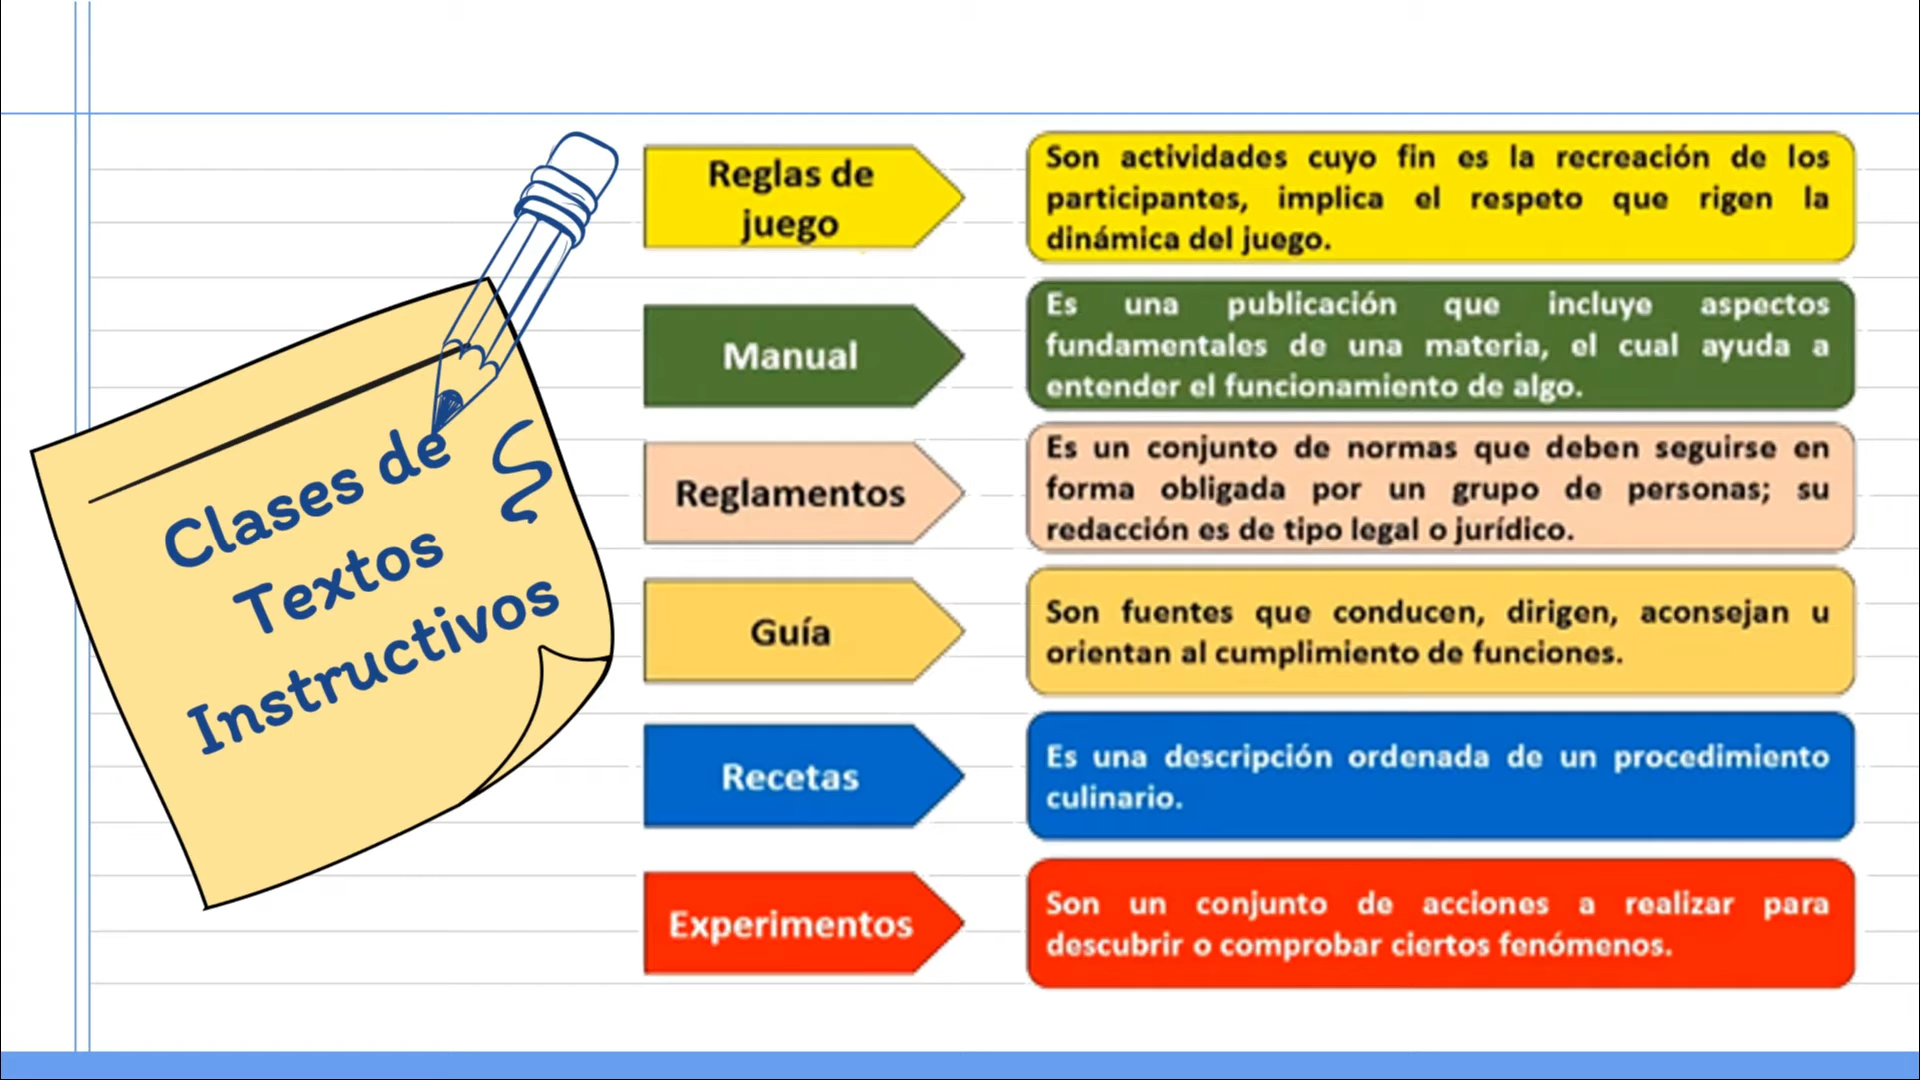 Clases de
Textos
Instructivos
Reglas de
juego
Son actividades cuyo fin es la recreación de los
participantes, implica el respeto que rigen la
dinámica del juego.
Manual
Es una publicación que incluye aspectos
fundamentales de una materia, el cual ayuda a
entender el funcionamiento de algo.
Reglamentos
Es un conjunto de normas que deben seguirse en
forma obligada por un grupo de personas; su
redacción es de tipo legal o jurídico.
Guía
Son fuentes que conducen, dirigen, aconsejan u
orientan al cumplimiento de funciones.
Recetas
Es una descripción ordenada de un procedimiento
culinario.
Experimentos
Son un conjunto de acciones a realizar para
descubrir o comprobar ciertos fenómenos.